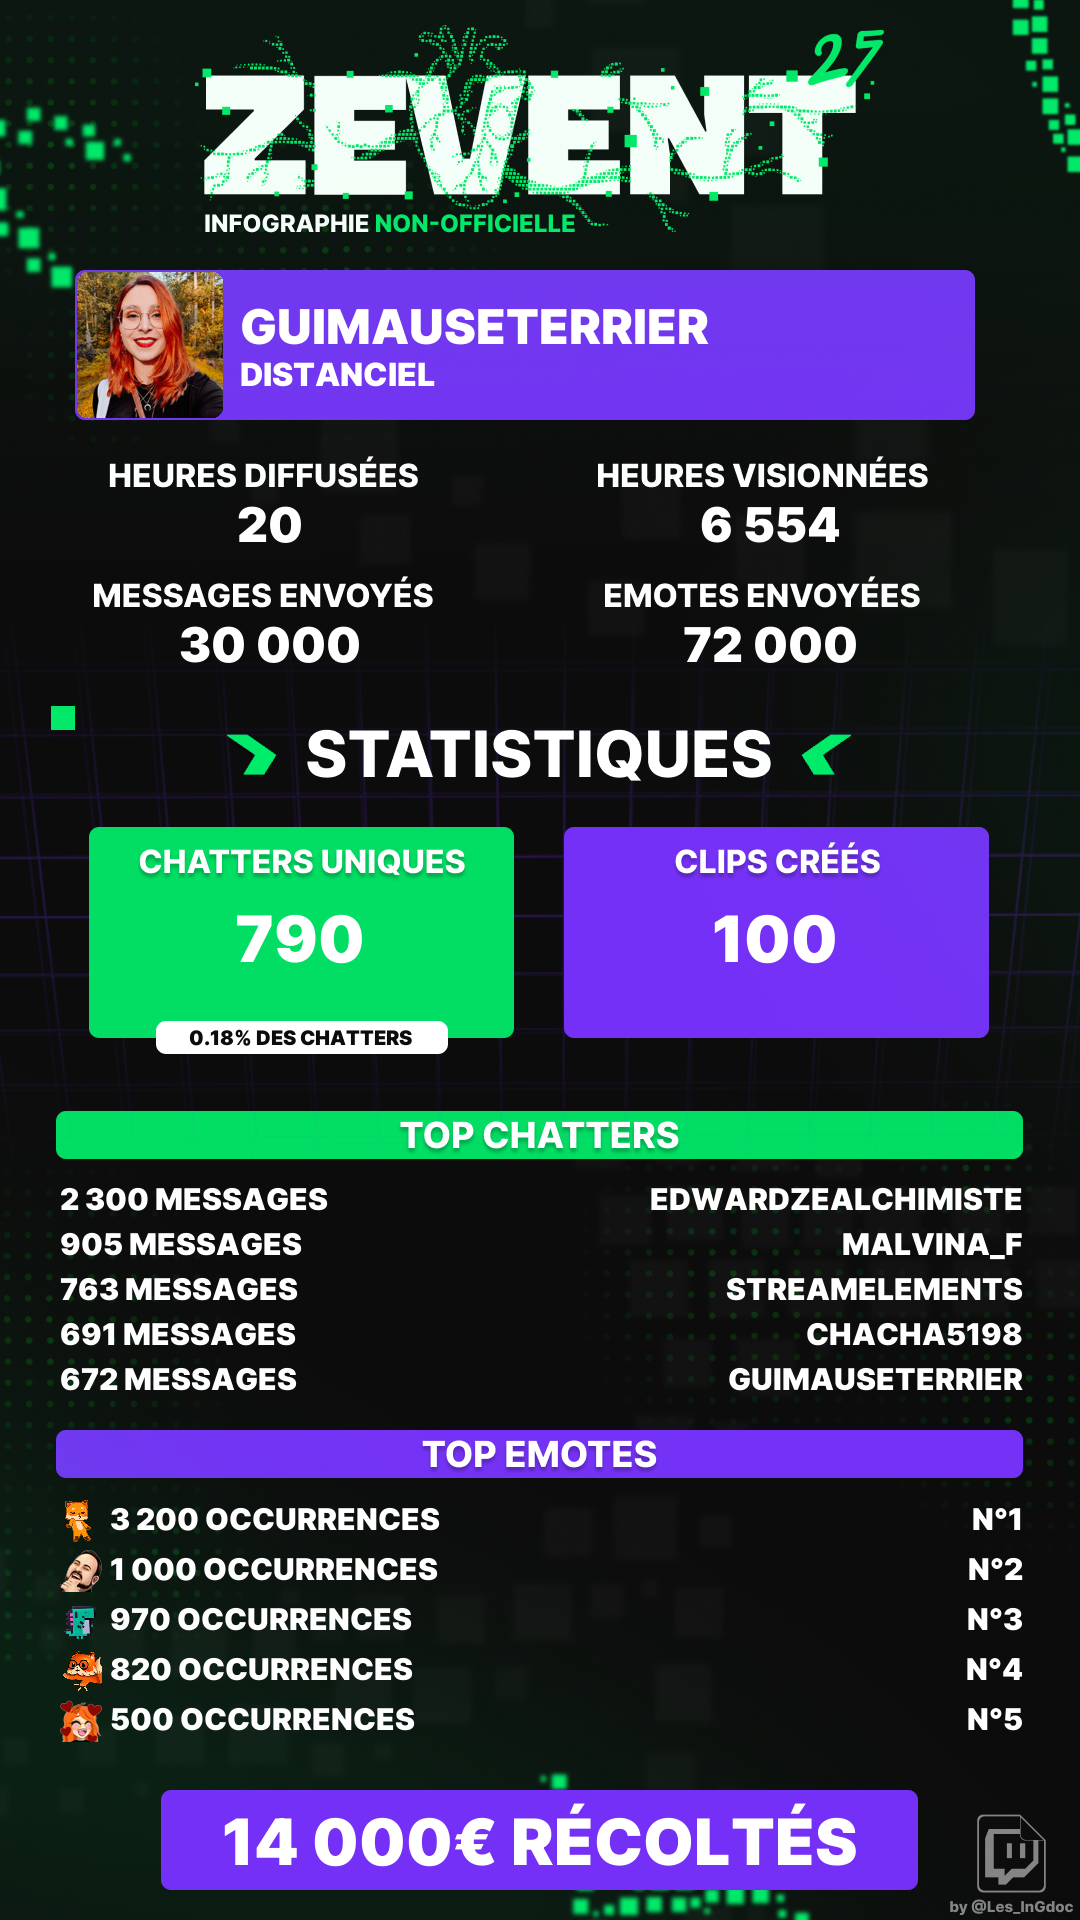 ZEVENT 25
INFOGRAPHIE NON-OFFICIELLE
GUIMAUSETERRIER
DISTANCIEL
HEURES DIFFUSÉES
20
HEURES VISIONNÉES
6 554
MESSAGES ENVOYÉS
30 000
EMOTES ENVOYÉES
72 000
STATISTIQUES
CHATTERS UNIQUES
790
0.18% DES CHATTERS
CLIPS CRÉÉS
100
TOP CHATTERS
2 300 MESSAGES EDWARDZEALCHIMISTE
905 MESSAGES MALVINA_F
763 MESSAGES STREAMELEMENTS
691 MESSAGES CHACHA5198
672 MESSAGES GUIMAUSETERRIER
TOP EMOTES
3 200 OCCURRENCES N°1
1 000 OCCURRENCES N°2
970 OCCURRENCES N°3
820 OCCURRENCES N°4
500 OCCURRENCES N°5
14 000€ RÉCOLTÉS
by @Les_InGdoc